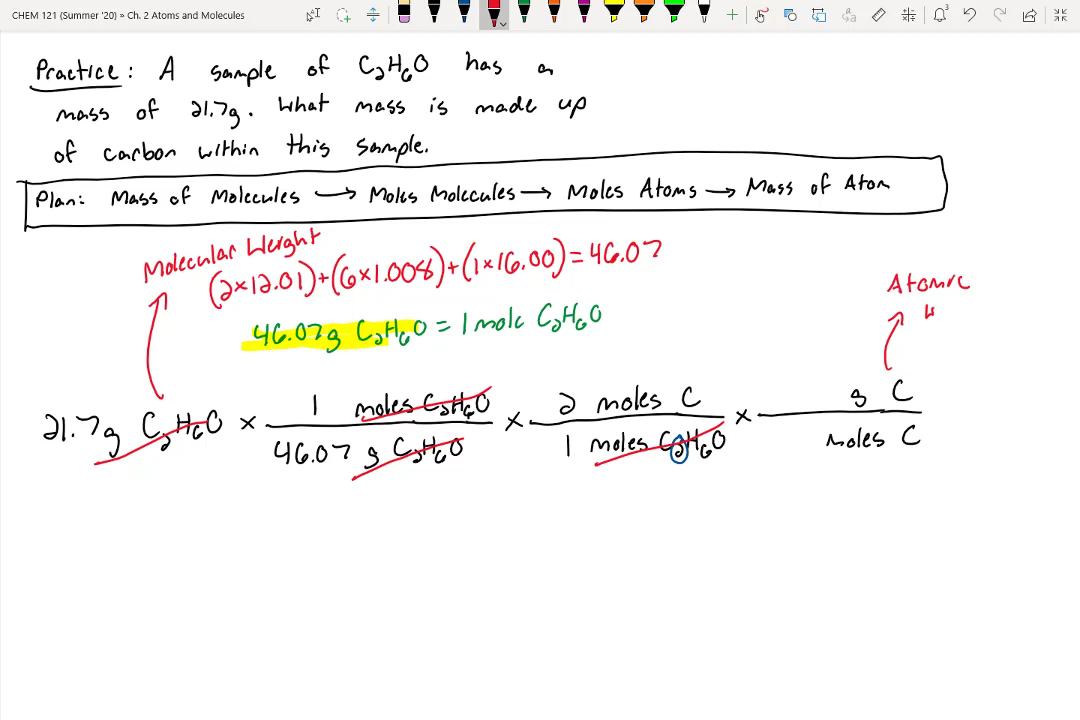 CHEM 121 (Summer '20) » Ch. 2 Atoms and Molecules
Practice: A sample of C₂H₆O has a
mass of 21.7g. What mass is made up
of carbon within this sample.
Plan: Mass of Molecules → Moles Molecules → Moles Atoms → Mass of Atom
Molecular Weight
(2×12.01)+(6×1.008)+(1×16.00)=46.07
Atomic
46.07g C₂H₆O = 1 mole C₂H₆O
1 moles C₂H₆O 2 moles C g C
21.7g C₂H₆O × × ×
46.07 g C₂H₆O 1 moles C₂H₆O moles C